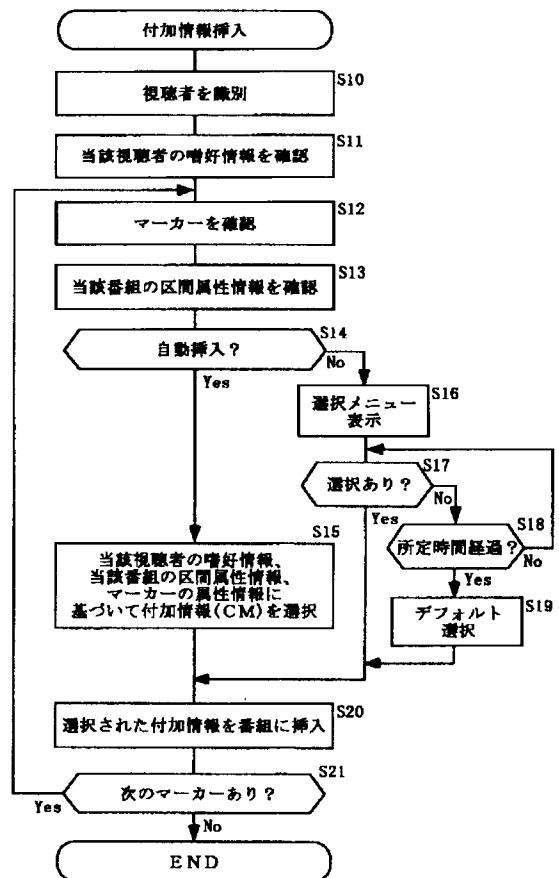 付加情報挿入
S10
視聴者を識別
S11
当該視聴者の嗜好情報を確認
S12
マーカーを確認
S13
当該番組の区間属性情報を確認
S14
自動挿入?
No
Yes
S16
選択メニュー
表示
S17
選択あり?
No
Yes
S18
所定時間経過?
No
Yes
S19
デフォルト
選択
S15
当該視聴者の嗜好情報、
当該番組の区間属性情報、
マーカーの属性情報に
基づいて付加情報(CM)を選択
S20
選択された付加情報を番組に挿入
S21
次のマーカーあり?
Yes
No
END